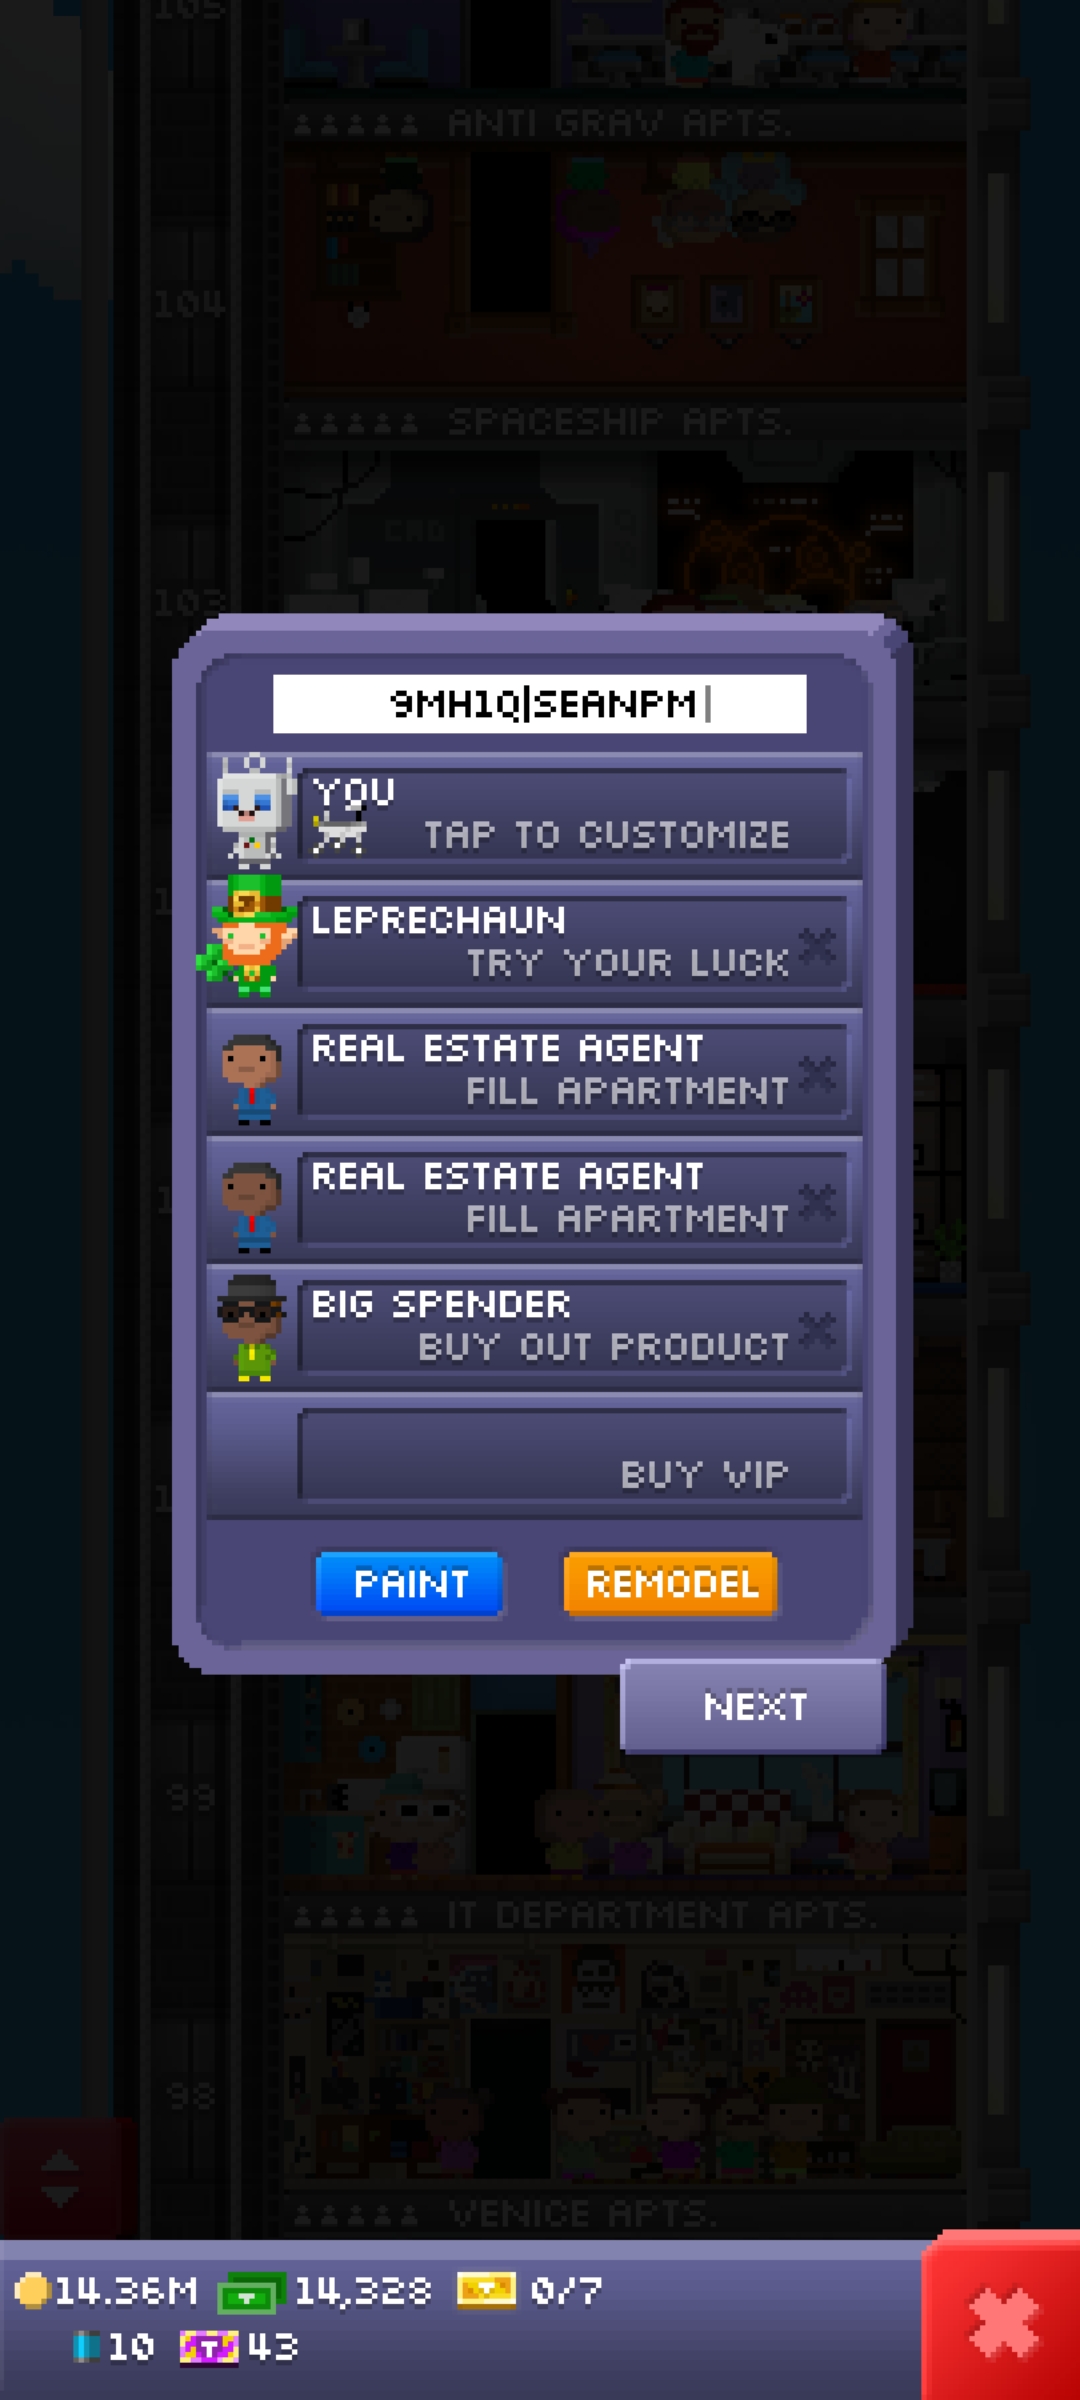 105
ANTI GRAV APTS.
104
SPACESHIP APTS.
CAD
103
9MH1Q|SEANPM
YOU
TAP TO CUSTOMIZE
LEPRECHAUN
TRY YOUR LUCK
REAL ESTATE AGENT
FILL APARTMENT
REAL ESTATE AGENT
FILL APARTMENT
BIG SPENDER
BUY OUT PRODUCT
BUY VIP
PAINT REMODEL
NEXT
99
IT DEPARTMENT APTS.
98
VENICE APTS.
14.36M 14,328 0/7
10 43